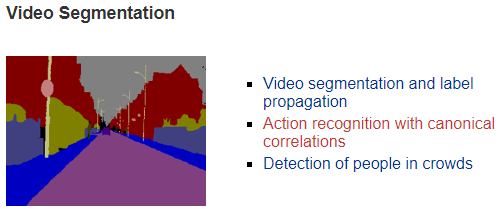 Video Segmentation
Video segmentation and label
propagation
Action recognition with canonical
correlations
Detection of people in crowds